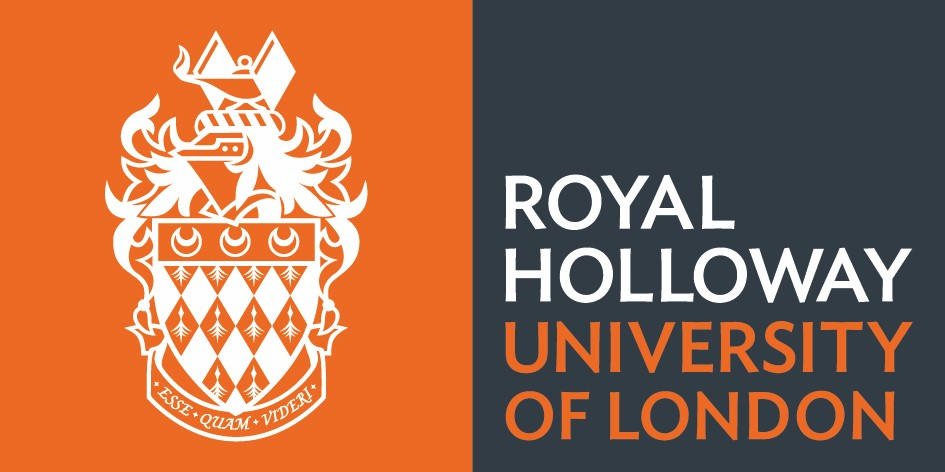 ESSE · QUAM · VIDERI
ROYAL
HOLLOWAY
UNIVERSITY
OF LONDON